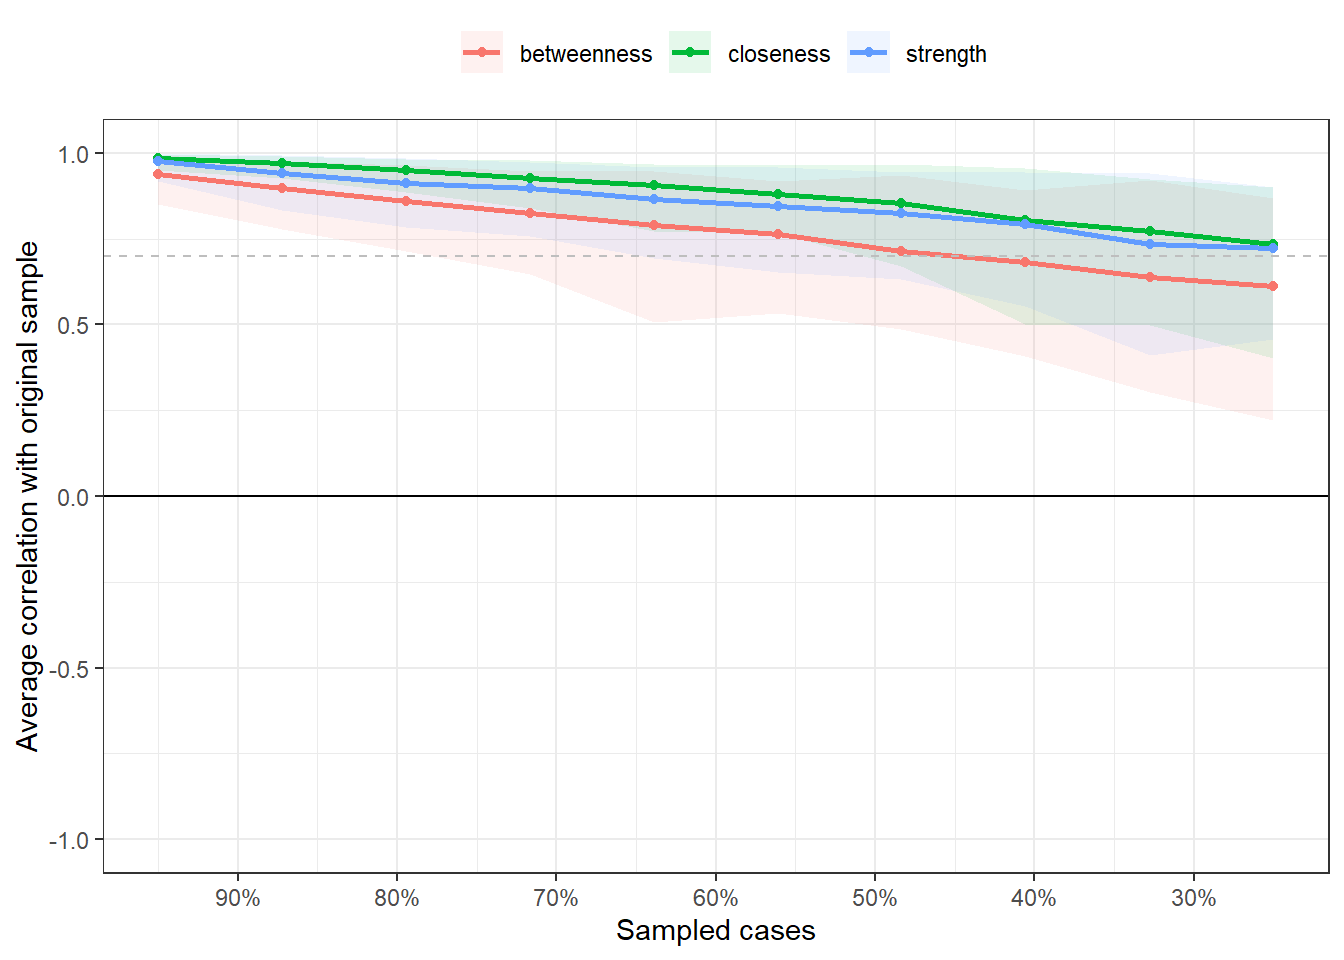 betweenness closeness strength
Average correlation with original sample
1.0
0.5
0.0
-0.5
-1.0
90% 80% 70% 60% 50% 40% 30%
Sampled cases